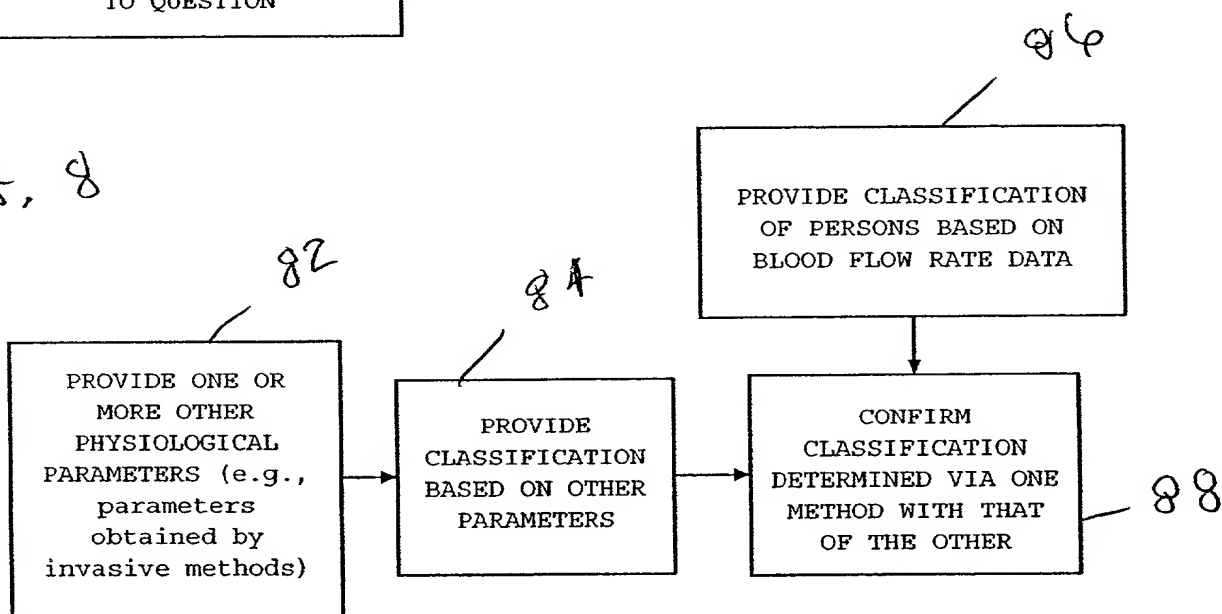 TO QUESTION
86
8
82
84
PROVIDE CLASSIFICATION
OF PERSONS BASED ON
BLOOD FLOW RATE DATA
PROVIDE ONE OR
MORE OTHER
PHYSIOLOGICAL
PARAMETERS (e.g.,
parameters
obtained by
invasive methods)
PROVIDE
CLASSIFICATION
BASED ON OTHER
PARAMETERS
CONFIRM
CLASSIFICATION
DETERMINED VIA ONE
METHOD WITH THAT
OF THE OTHER
88